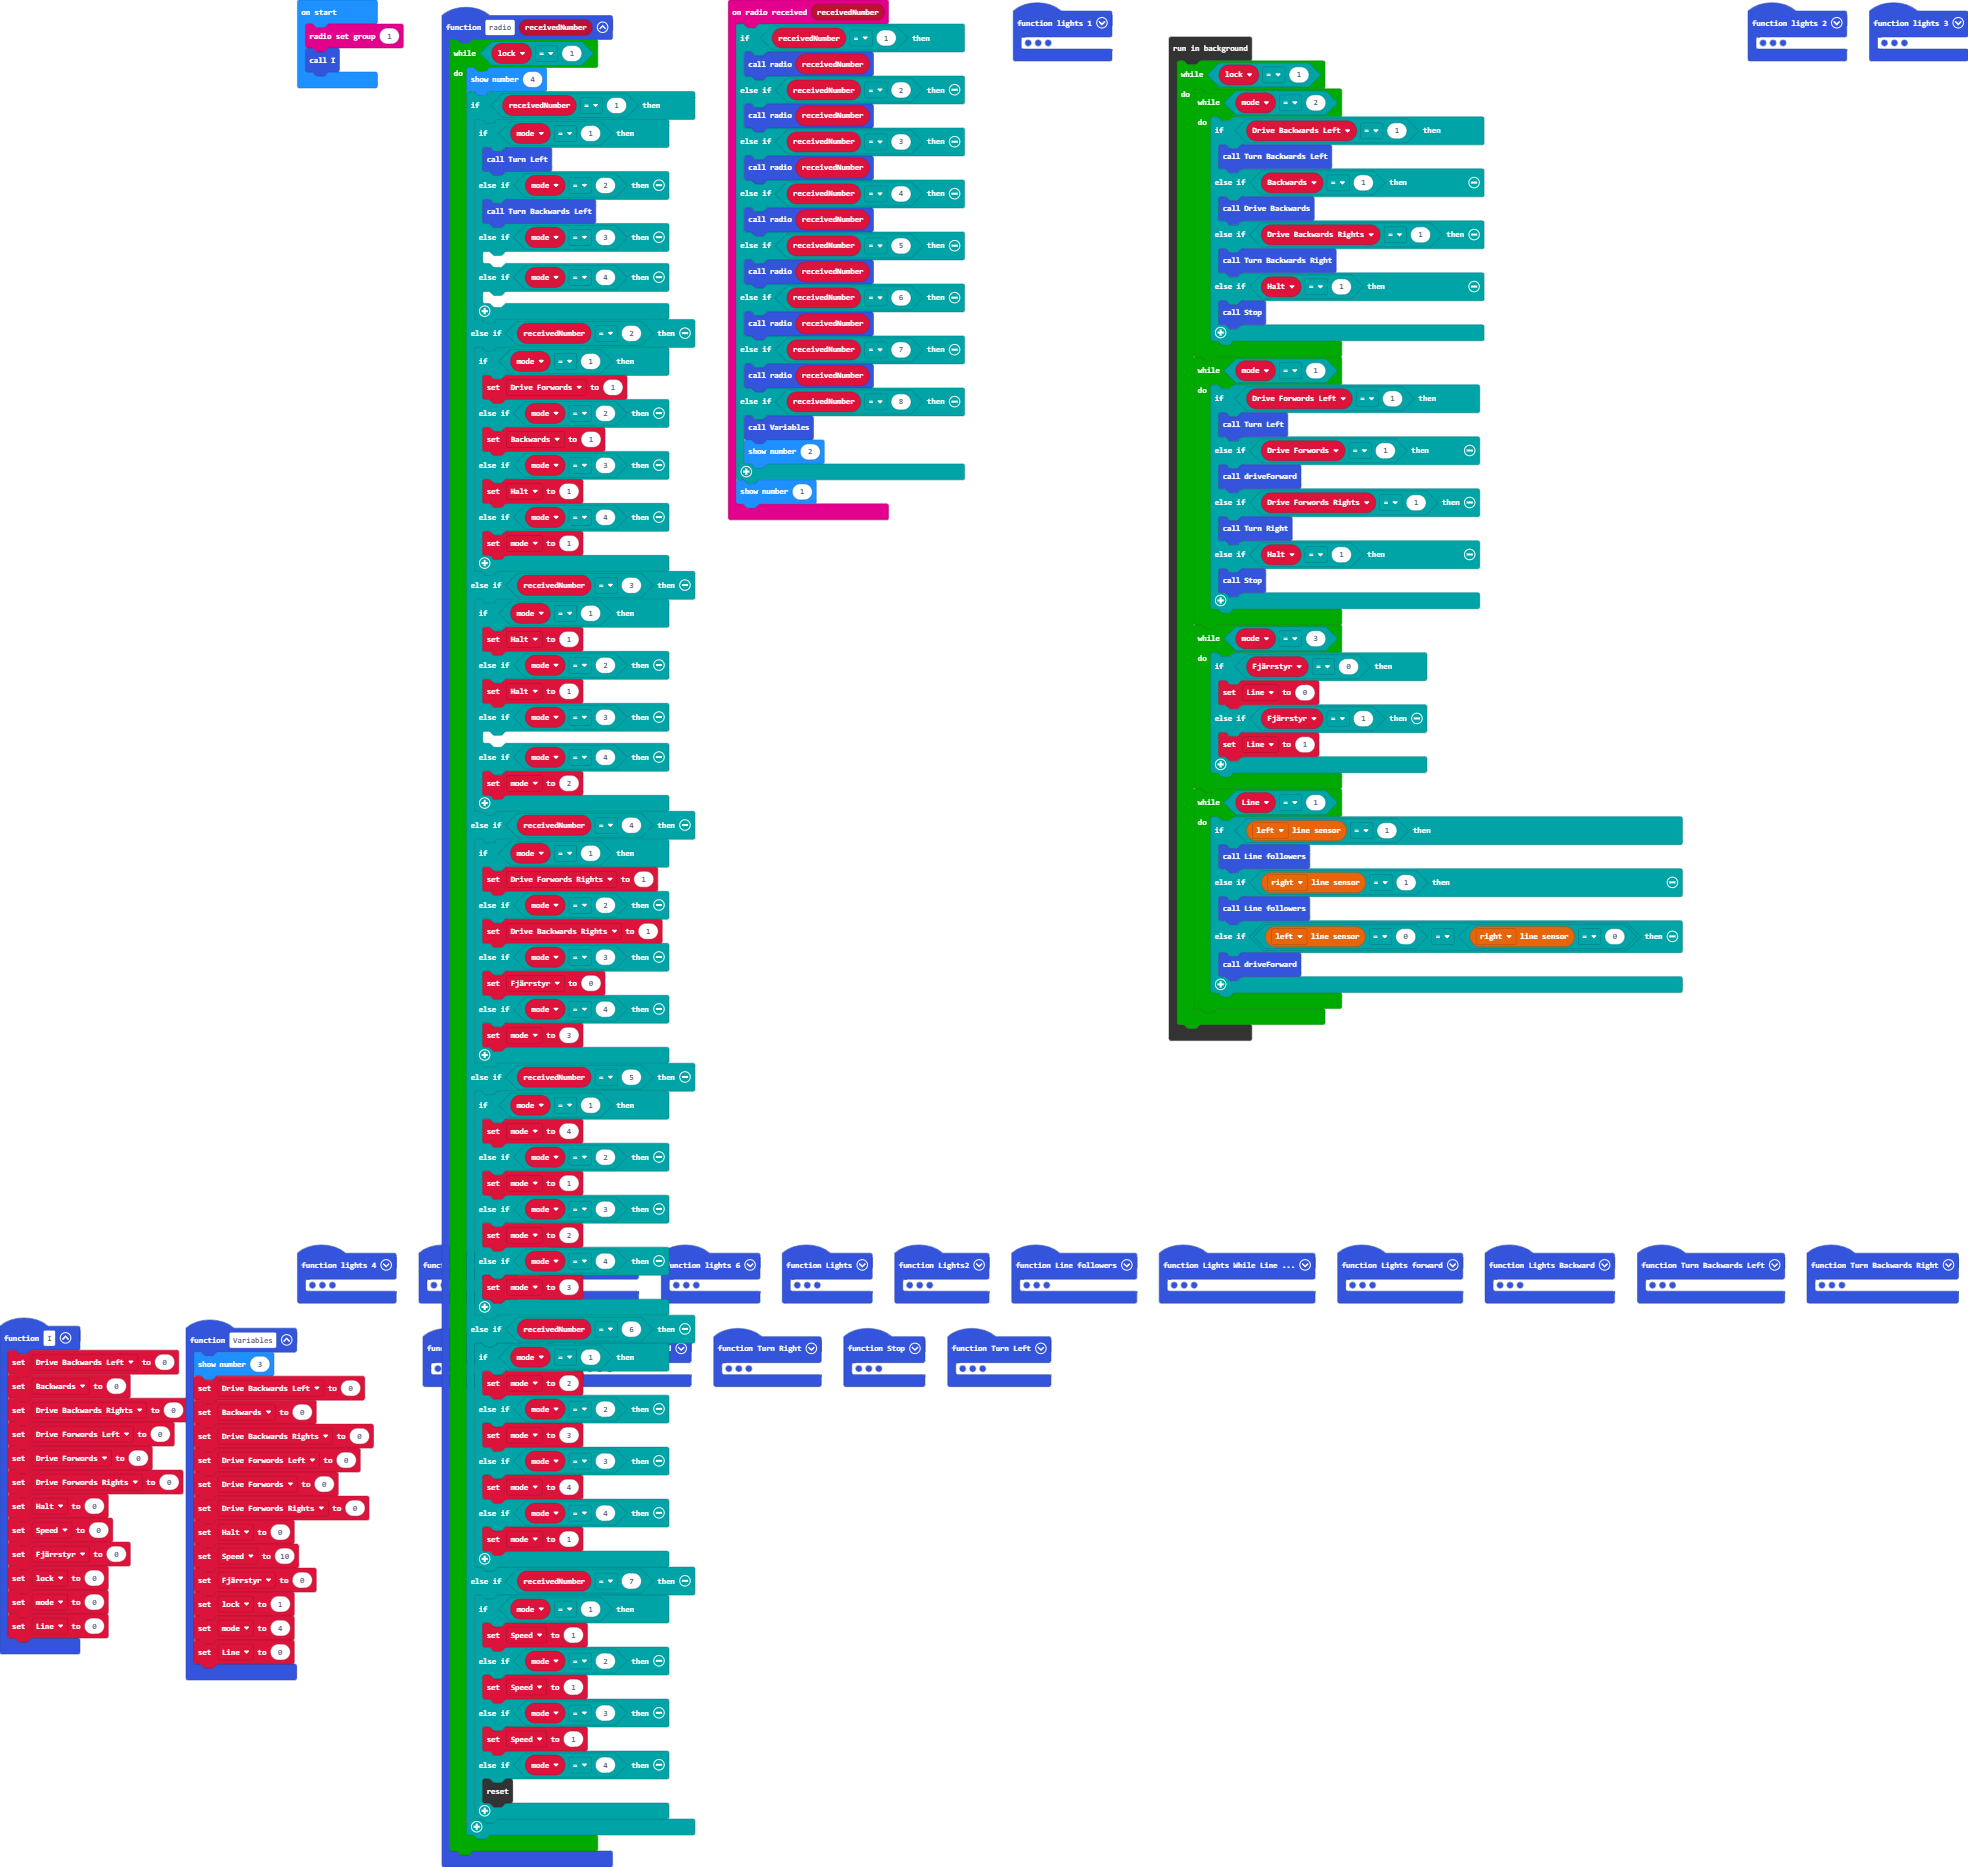 on start
radio set group 1
call I
function radio receivedNumber
while lock = 1
do
show number 4
if receivedNumber = 1 then
if mode = 1 then
call Turn Left
else if mode = 2 then
call Turn Backwards Left
else if mode = 3 then
else if mode = 4 then
else if receivedNumber = 2 then
if mode = 1 then
set Drive Forwords to 1
else if mode = 2 then
set Backwards to 1
else if mode = 3 then
set Halt to 1
else if mode = 4 then
set mode to 1
else if receivedNumber = 3 then
if mode = 1 then
set Halt to 1
else if mode = 2 then
set Halt to 1
else if mode = 3 then
else if mode = 4 then
set mode to 2
else if receivedNumber = 4 then
if mode = 1 then
set Drive Forwords Rights to 1
else if mode = 2 then
set Drive Backwards Rights to 1
else if mode = 3 then
set Fjärrstyr to 0
else if mode = 4 then
set mode to 3
else if receivedNumber = 5 then
if mode = 1 then
set mode to 4
else if mode = 2 then
set mode to 1
else if mode = 3 then
set mode to 2
else if mode = 4 then
set mode to 3
else if receivedNumber = 6 then
if mode = 1 then
set mode to 2
else if mode = 2 then
set mode to 3
else if mode = 3 then
set mode to 4
else if mode = 4 then
set mode to 1
else if receivedNumber = 7 then
if mode = 1 then
set Speed to 1
else if mode = 2 then
set Speed to 1
else if mode = 3 then
set Speed to 1
else if mode = 4 then
reset
on radio received receivedNumber
if receivedNumber = 1 then
call radio receivedNumber
else if receivedNumber = 2 then
call radio receivedNumber
else if receivedNumber = 3 then
call radio receivedNumber
else if receivedNumber = 4 then
call radio receivedNumber
else if receivedNumber = 5 then
call radio receivedNumber
else if receivedNumber = 6 then
call radio receivedNumber
else if receivedNumber = 7 then
call radio receivedNumber
else if receivedNumber = 8 then
call Variables
show number 2
show number 1
function lights 1
run in background
while lock = 1
do
while mode = 2
do
if Drive Backwards Left = 1 then
call Turn Backwards Left
else if Backwards = 1 then
call Drive Backwards
else if Drive Backwards Rights = 1 then
call Turn Backwards Right
else if Halt = 1 then
call Stop
while mode = 1
do
if Drive Forwords Left = 1 then
call Turn Left
else if Drive Forwords = 1 then
call driveForward
else if Drive Forwords Rights = 1 then
call Turn Right
else if Halt = 1 then
call Stop
while mode = 3
do
if Fjärrstyr = 0 then
set Line to 0
else if Fjärrstyr = 1 then
set Line to 1
while Line = 1
do
if left line sensor = 1 then
call Line followers
else if right line sensor = 1 then
call Line followers
else if left line sensor = 0 = right line sensor = 0 then
call driveForward
function lights 2
function lights 3
function lights 4
func
unction lights 6
function Lights
function Lights2
function Line followers
function Lights While Line ...
function Lights forward
function Lights Backward
function Turn Backwards Left
function Turn Backwards Right
function I
set Drive Backwards Left to 0
set Backwards to 0
set Drive Backwards Rights to 0
set Drive Forwords Left to 0
set Drive Forwords to 0
set Drive Forwords Rights to 0
set Halt to 0
set Speed to 0
set Fjärrstyr to 0
set lock to 0
set mode to 0
set Line to 0
function Variables
show number 3
set Drive Backwards Left to 0
set Backwards to 0
set Drive Backwards Rights to 0
set Drive Forwords Left to 0
set Drive Forwords to 0
set Drive Forwords Rights to 0
set Halt to 0
set Speed to 10
set Fjärrstyr to 0
set lock to 1
set mode to 4
set Line to 0
fun
d
function Turn Right
function Stop
function Turn Left